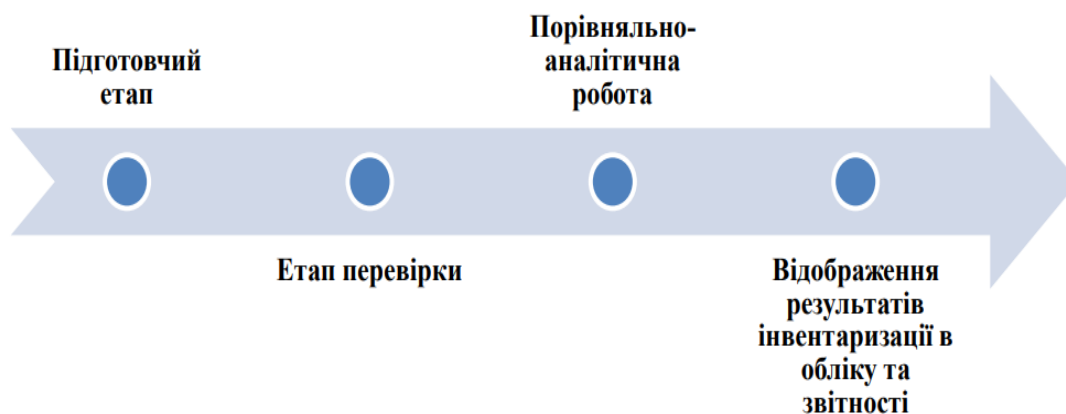 Підготовчий
етап
Етап перевірки
Порівняльно-
аналітична
робота
Відображення
результатів
інвентаризації в
обліку та
звітності